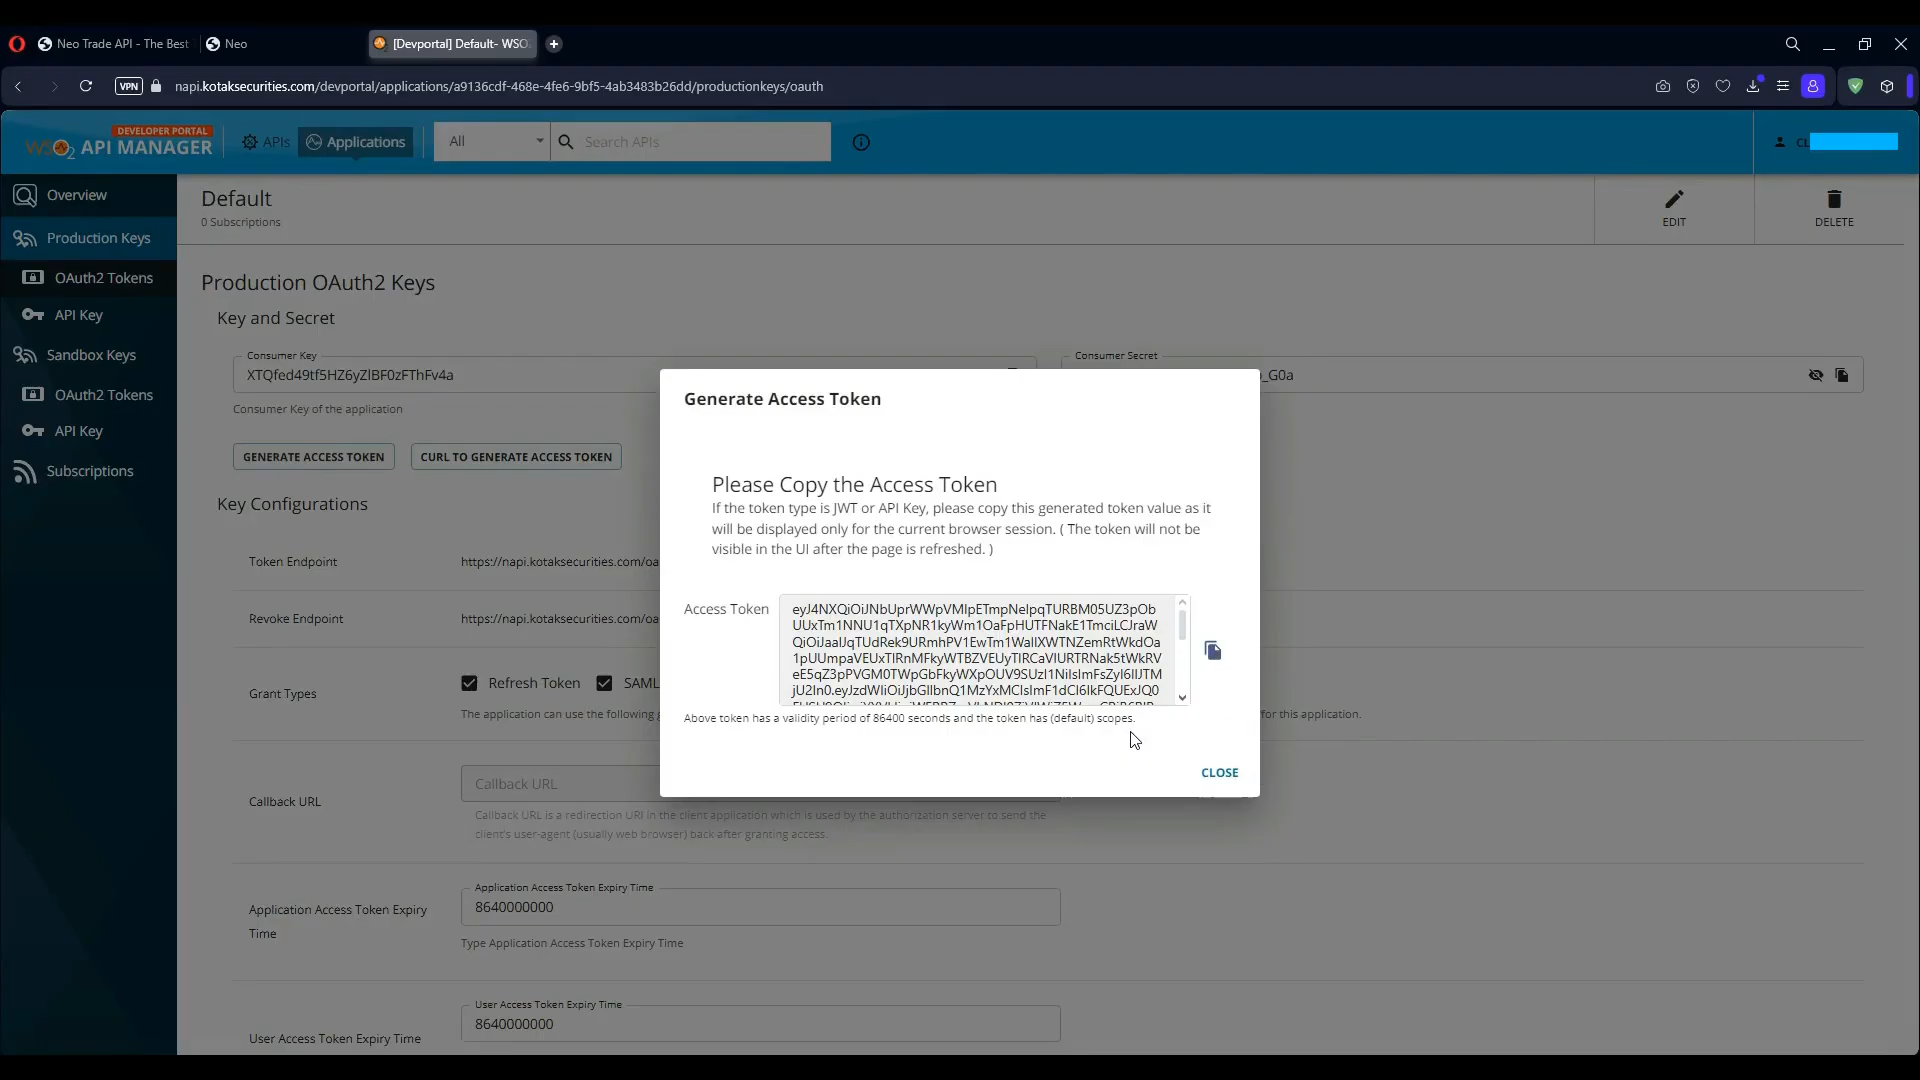 Neo Trade API - The Best
Neo
[Devportal] Default- WSO
VPN
napi.kotaksecurities.com/devportal/applications/a9136cdf-468e-4fe6-9bf5-4ab3483b26dd/productionkeys/oauth
DEVELOPER PORTAL
WSO2 API MANAGER
APIs
Applications
All
Search APIs
CL
Overview
Production Keys
OAuth2 Tokens
API Key
Sandbox Keys
OAuth2 Tokens
API Key
Subscriptions
Default
0 Subscriptions
EDIT
DELETE
Production OAuth2 Keys
Key and Secret
Consumer Key
XTQfed49tf5HZ6yZlBF0zFThFv4a
Consumer Key of the application
Consumer Secret
_G0a
GENERATE ACCESS TOKEN
CURL TO GENERATE ACCESS TOKEN
Key Configurations
Token Endpoint
https://napi.kotaksecurities.com/oa
Revoke Endpoint
https://napi.kotaksecurities.com/oa
Grant Types
Refresh Token
SAML
The application can use the following
for this application.
Callback URL
Callback URL
Callback URL is a redirection URI in the client application which is used by the authorization server to send the
client's user-agent (usually web browser) back after granting access.
Application Access Token Expiry
Time
Application Access Token Expiry Time
8640000000
Type Application Access Token Expiry Time
User Access Token Expiry Time
User Access Token Expiry Time
8640000000
Generate Access Token
Please Copy the Access Token
If the token type is JWT or API Key, please copy this generated token value as it
will be displayed only for the current browser session. ( The token will not be
visible in the UI after the page is refreshed. )
Access Token
eyJ4NXQiOiJNbUprWWpVMlpETmpNelpqTURBM05UZ3pOb
UUxTm1NNU1qTXpNR1kyWm1OaFpHUTFNakE1TmciLCJraW
QiOiJaalJqTUdRek9URmhPV1EwTm1WallXWTNZemRtWkdOa
1pUUmpaVEUxTlRnMFkyWTBZVEUyTlRCaVlURTRNak5tWkRV
eE5qZ3pPVGM0TWpGbFkyWXpOUV9SUzI1NiIsImFsZyI6IlJTM
jU2In0.eyJzdWIiOiJjbGllbnQ1MzYxMCIsImF1dCI6IkFQUExJQ0
Above token has a validity period of 86400 seconds and the token has (default) scopes.
CLOSE